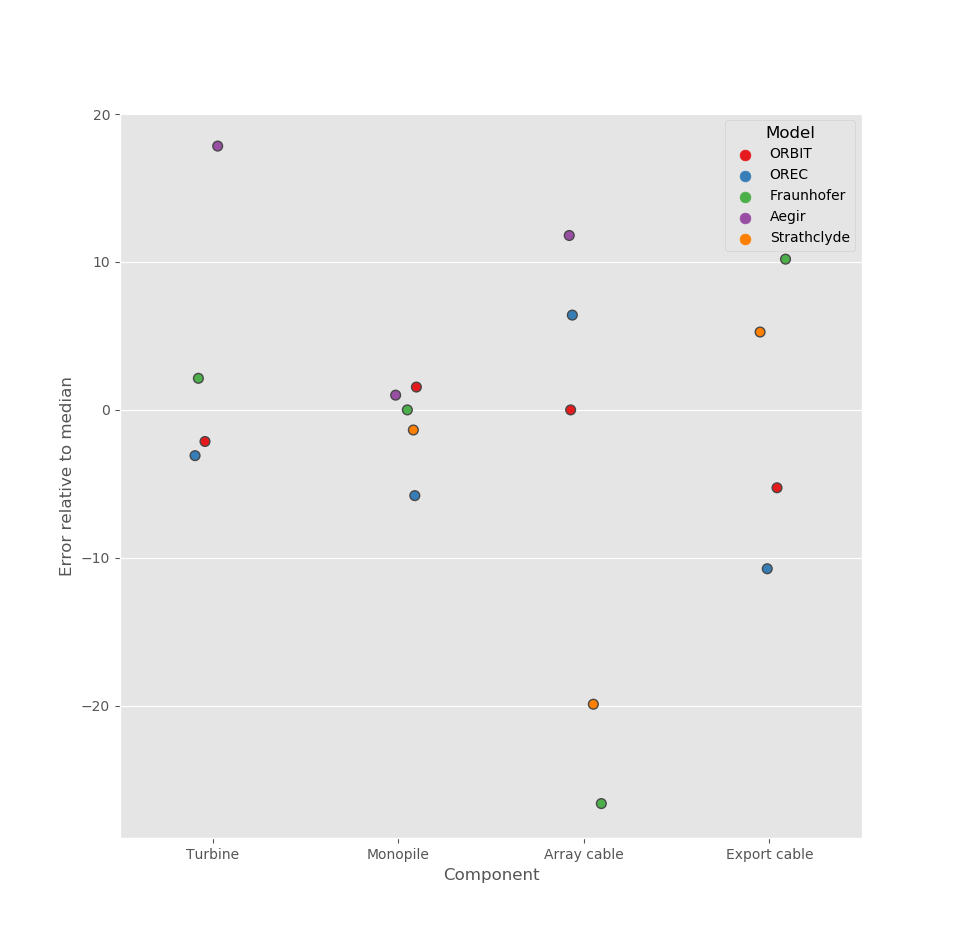 20
10
0
−10
−20
Error relative to median
Model
ORBIT
OREC
Fraunhofer
Aegir
Strathclyde
Turbine
Monopile
Array cable
Export cable
Component